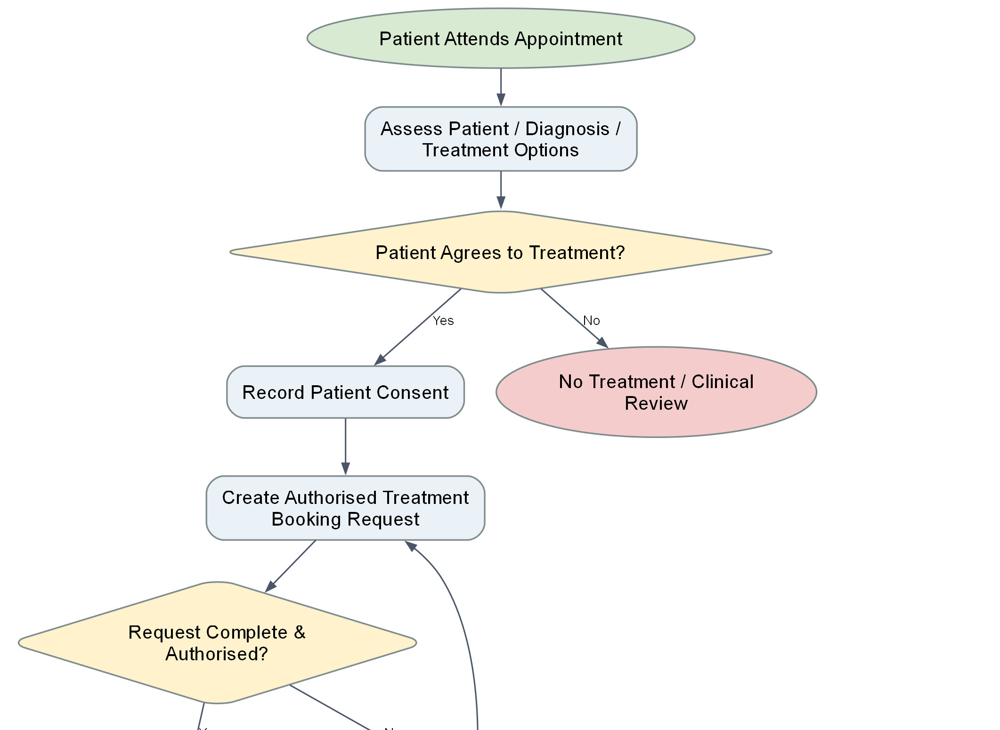 Patient Attends Appointment
Assess Patient / Diagnosis /
Treatment Options
Patient Agrees to Treatment?
Yes
No
Record Patient Consent
No Treatment / Clinical
Review
Create Authorised Treatment
Booking Request
Request Complete &
Authorised?